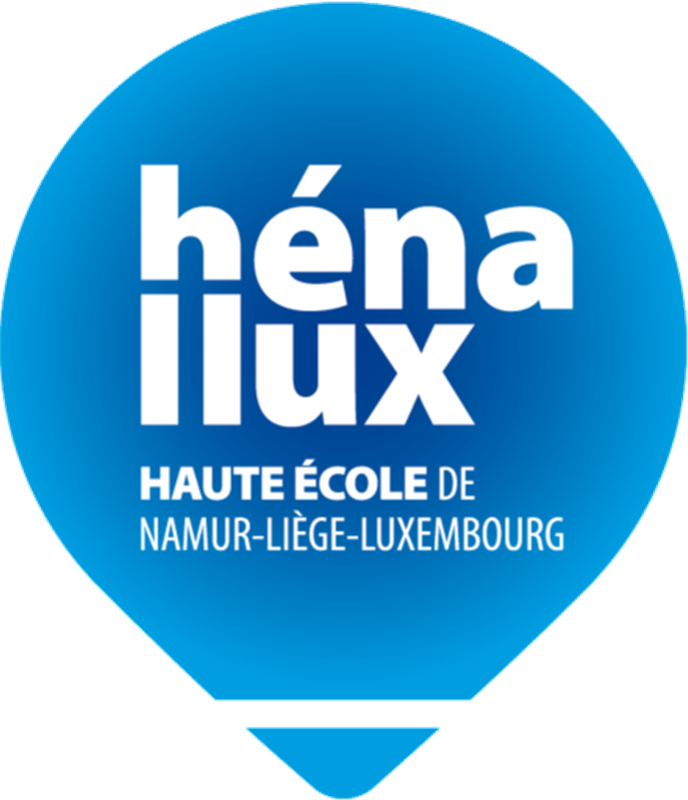 héna
llux
HAUTE ÉCOLE DE
NAMUR-LIÈGE-LUXEMBOURG